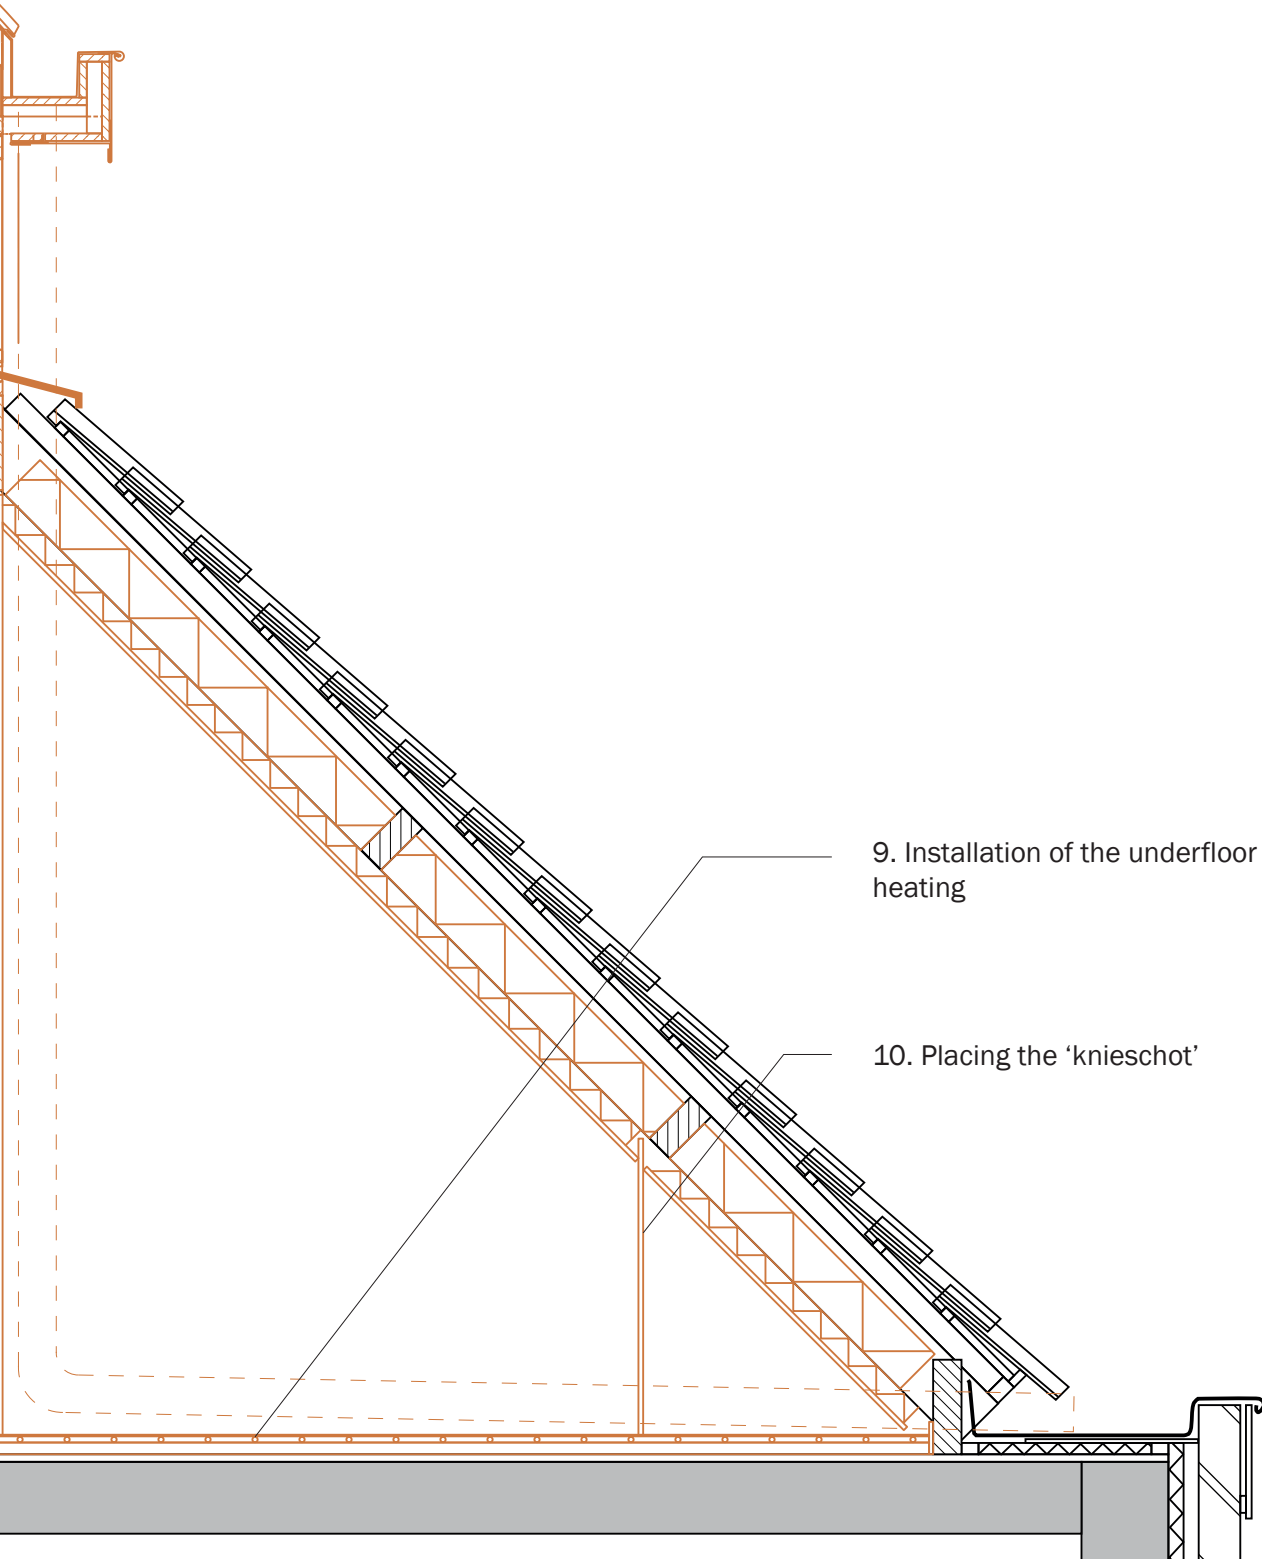 9. Installation of the underfloor
heating
10. Placing the ‘knieschot’